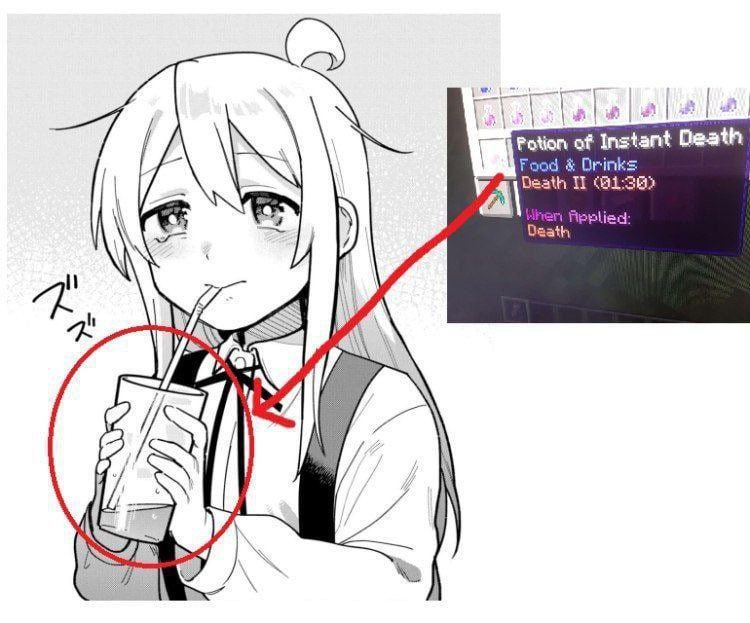 ズ
ズ
Potion of Instant Death
Food & Drinks
Death II (01:30)
When Applied:
Death